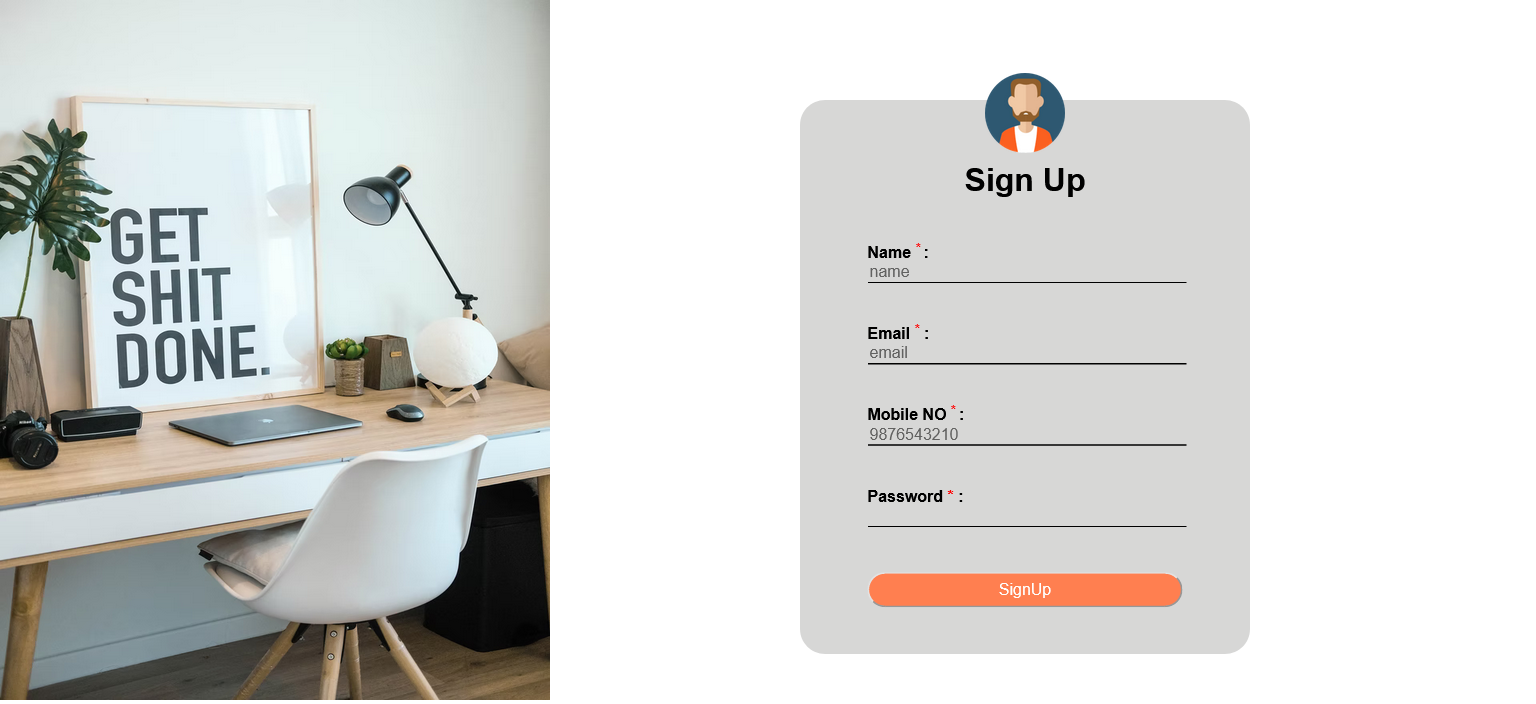 GET
SHIT
DONE.
Sign Up
Name * :
name
Email * :
email
Mobile NO * :
9876543210
Password * :
SignUp